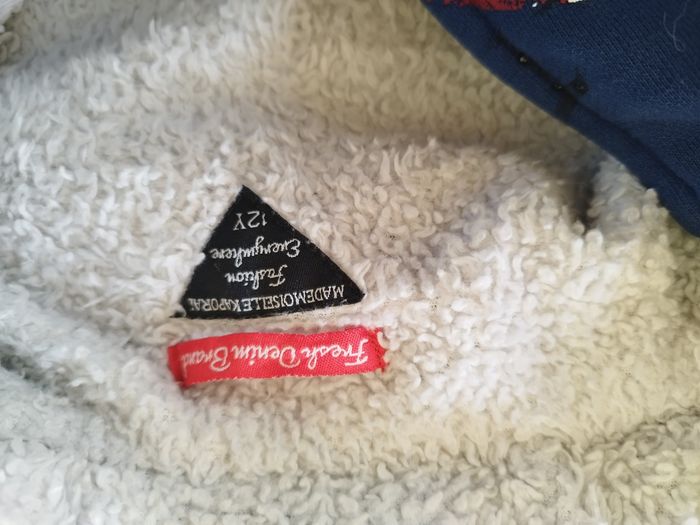 MADEMOISELLE KAPORAL
Fashion
Everywhere
12Y
Fresh Denim Brand